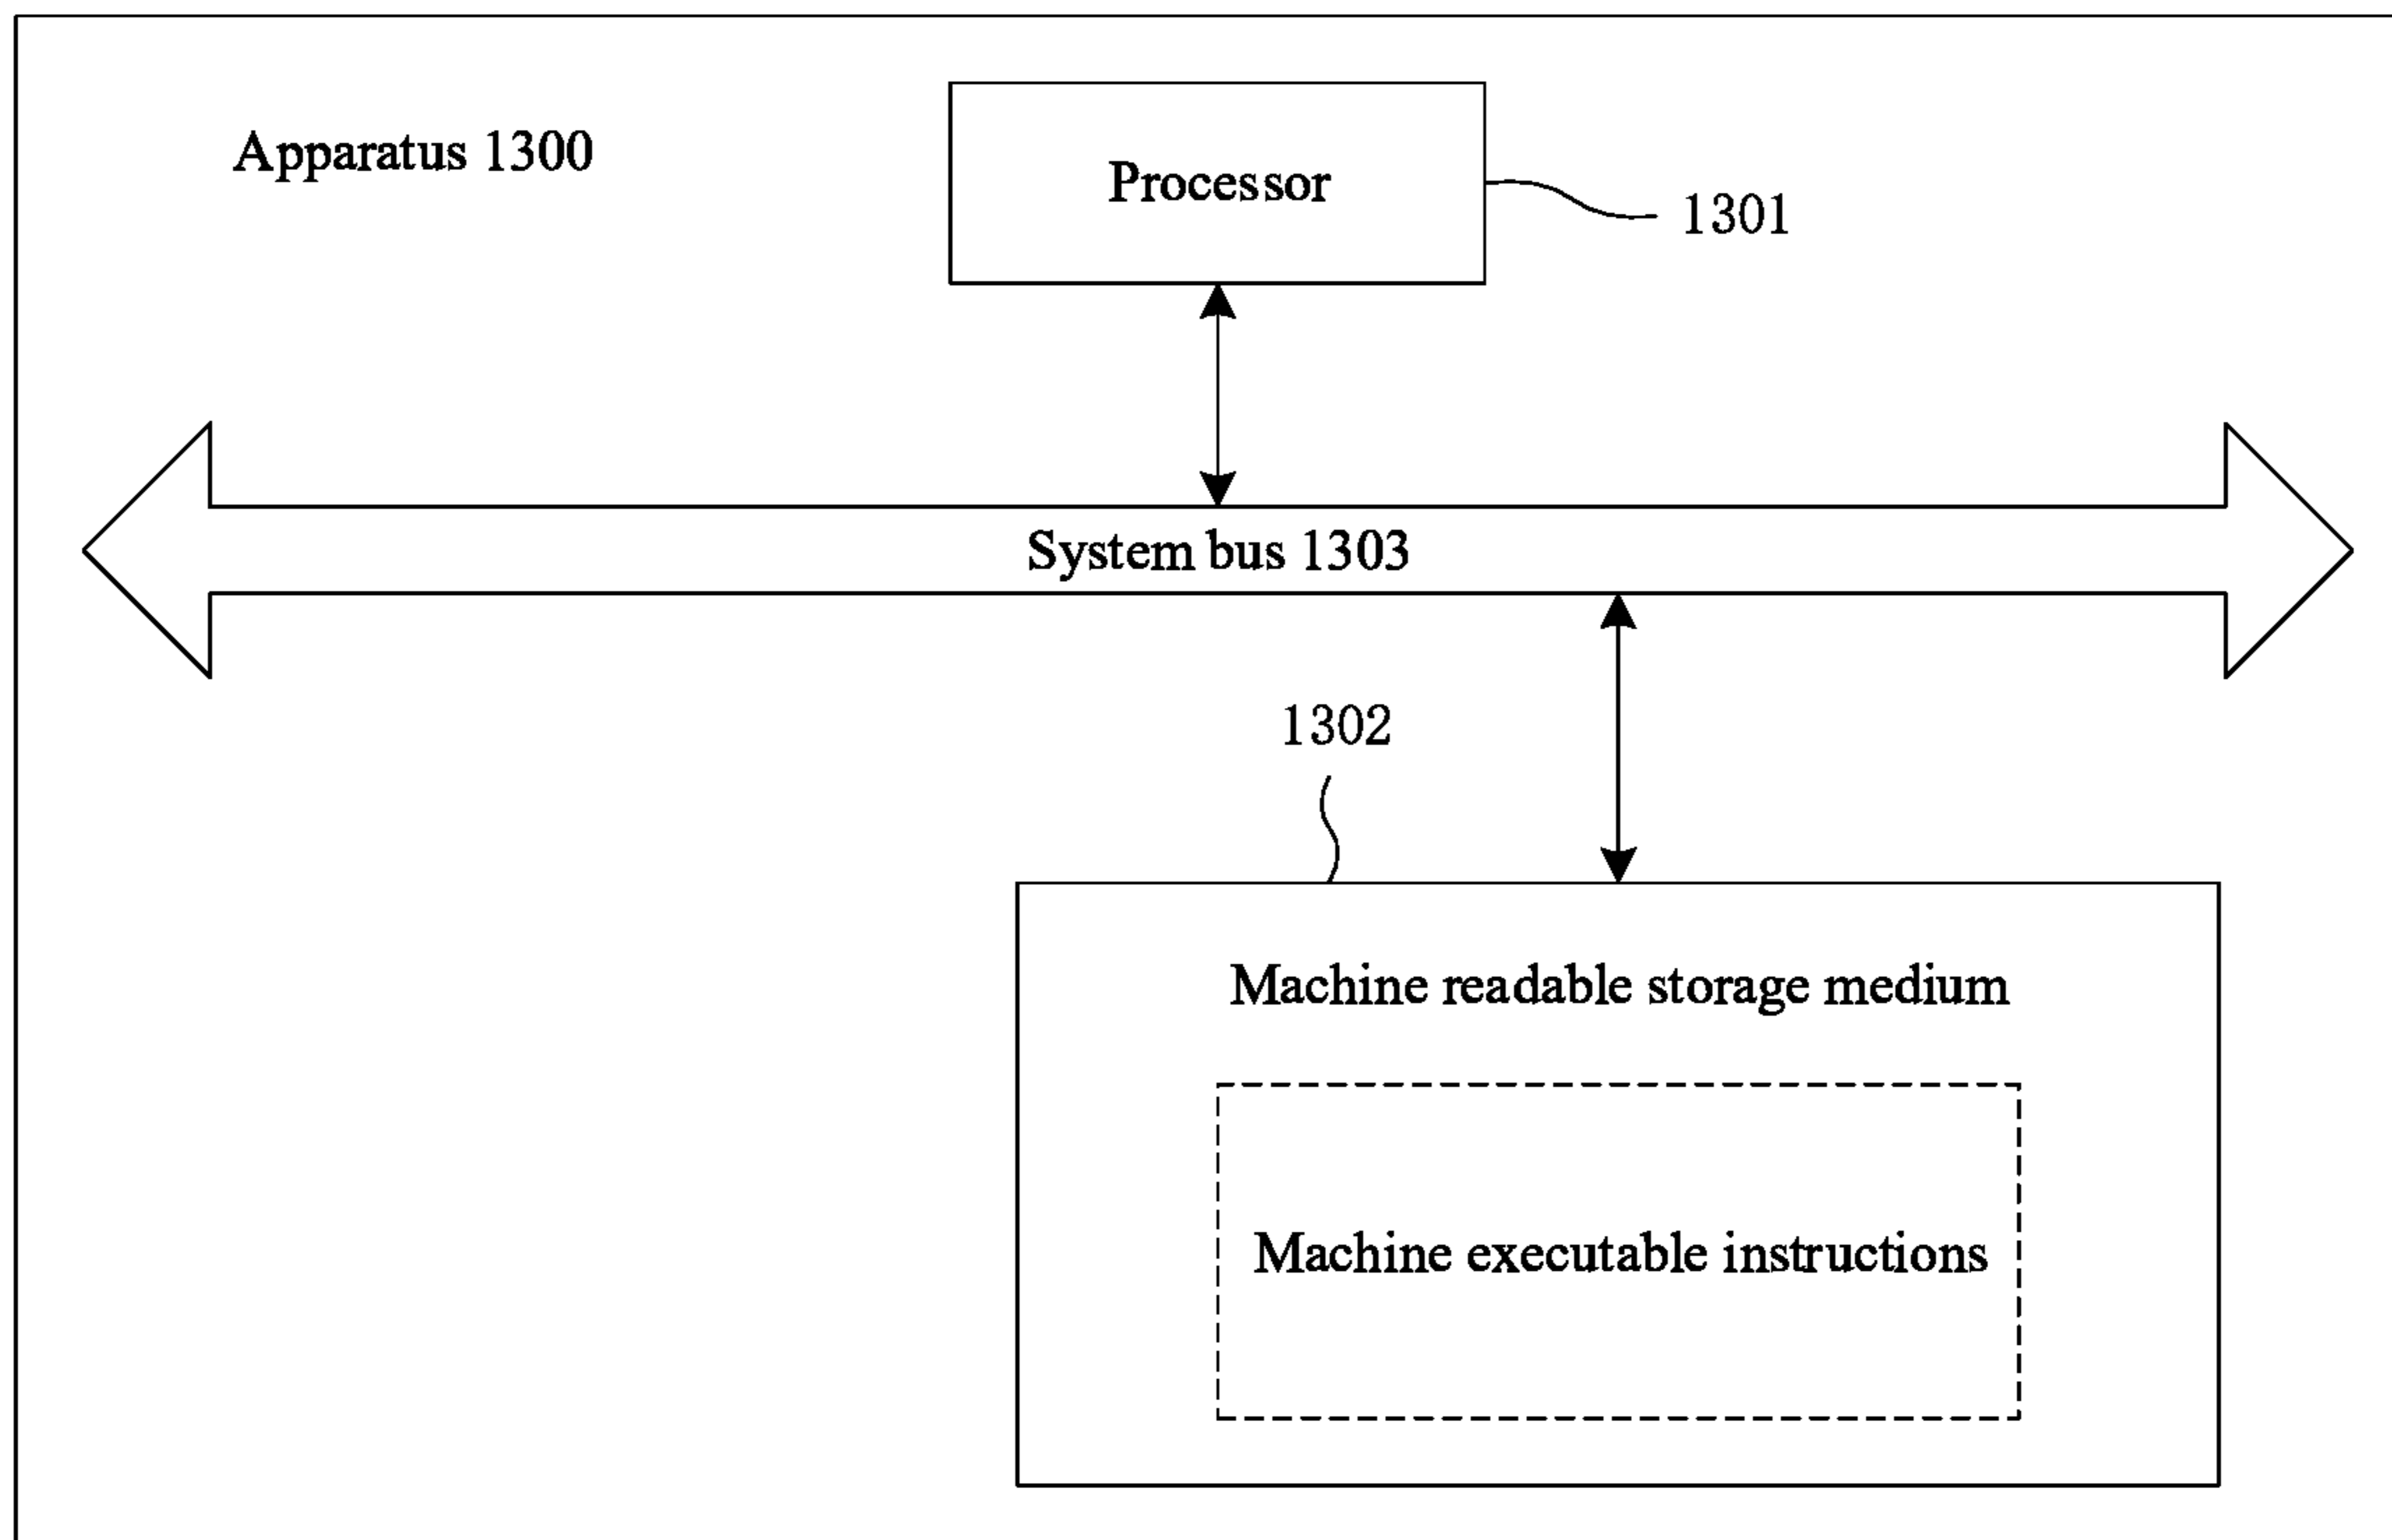 Apparatus 1300
Processor
1301
System bus 1303
1302
Machine readable storage medium
Machine executable instructions